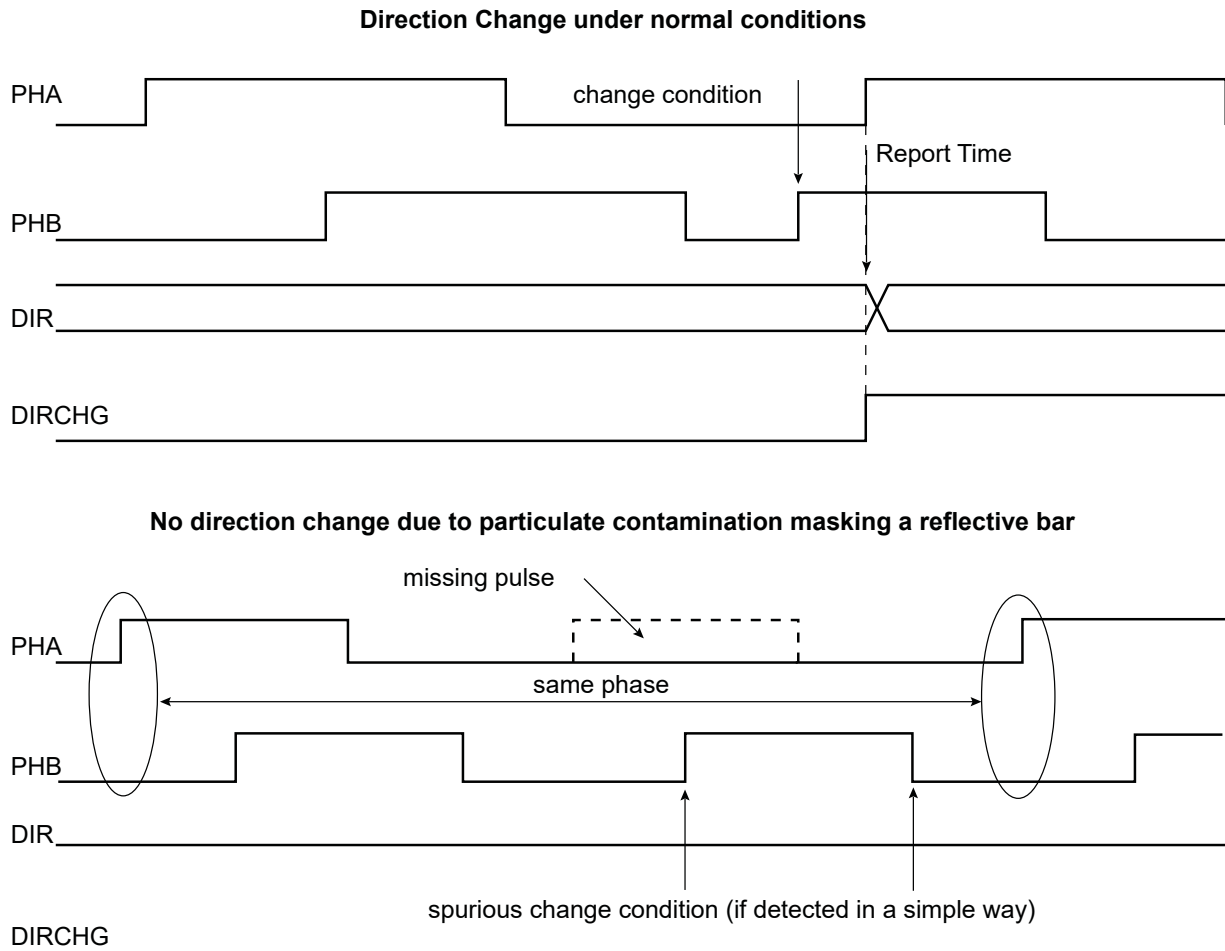 Direction Change under normal conditions
PHA
change condition
Report Time
PHB
DIR
DIRCHG
No direction change due to particulate contamination masking a reflective bar
missing pulse
PHA
same phase
PHB
DIR
spurious change condition (if detected in a simple way)
DIRCHG